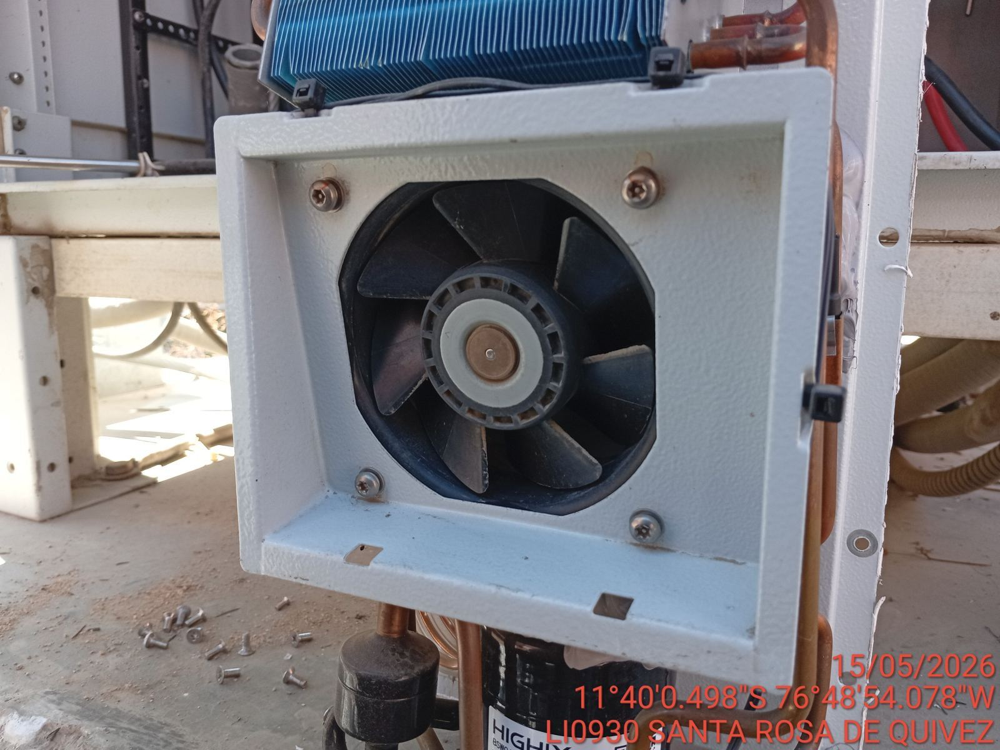 HIGHLY
15/05/2026
11°40'0.498"S 76°48'54.078"W
LI0930 SANTA ROSA DE QUIVEZ